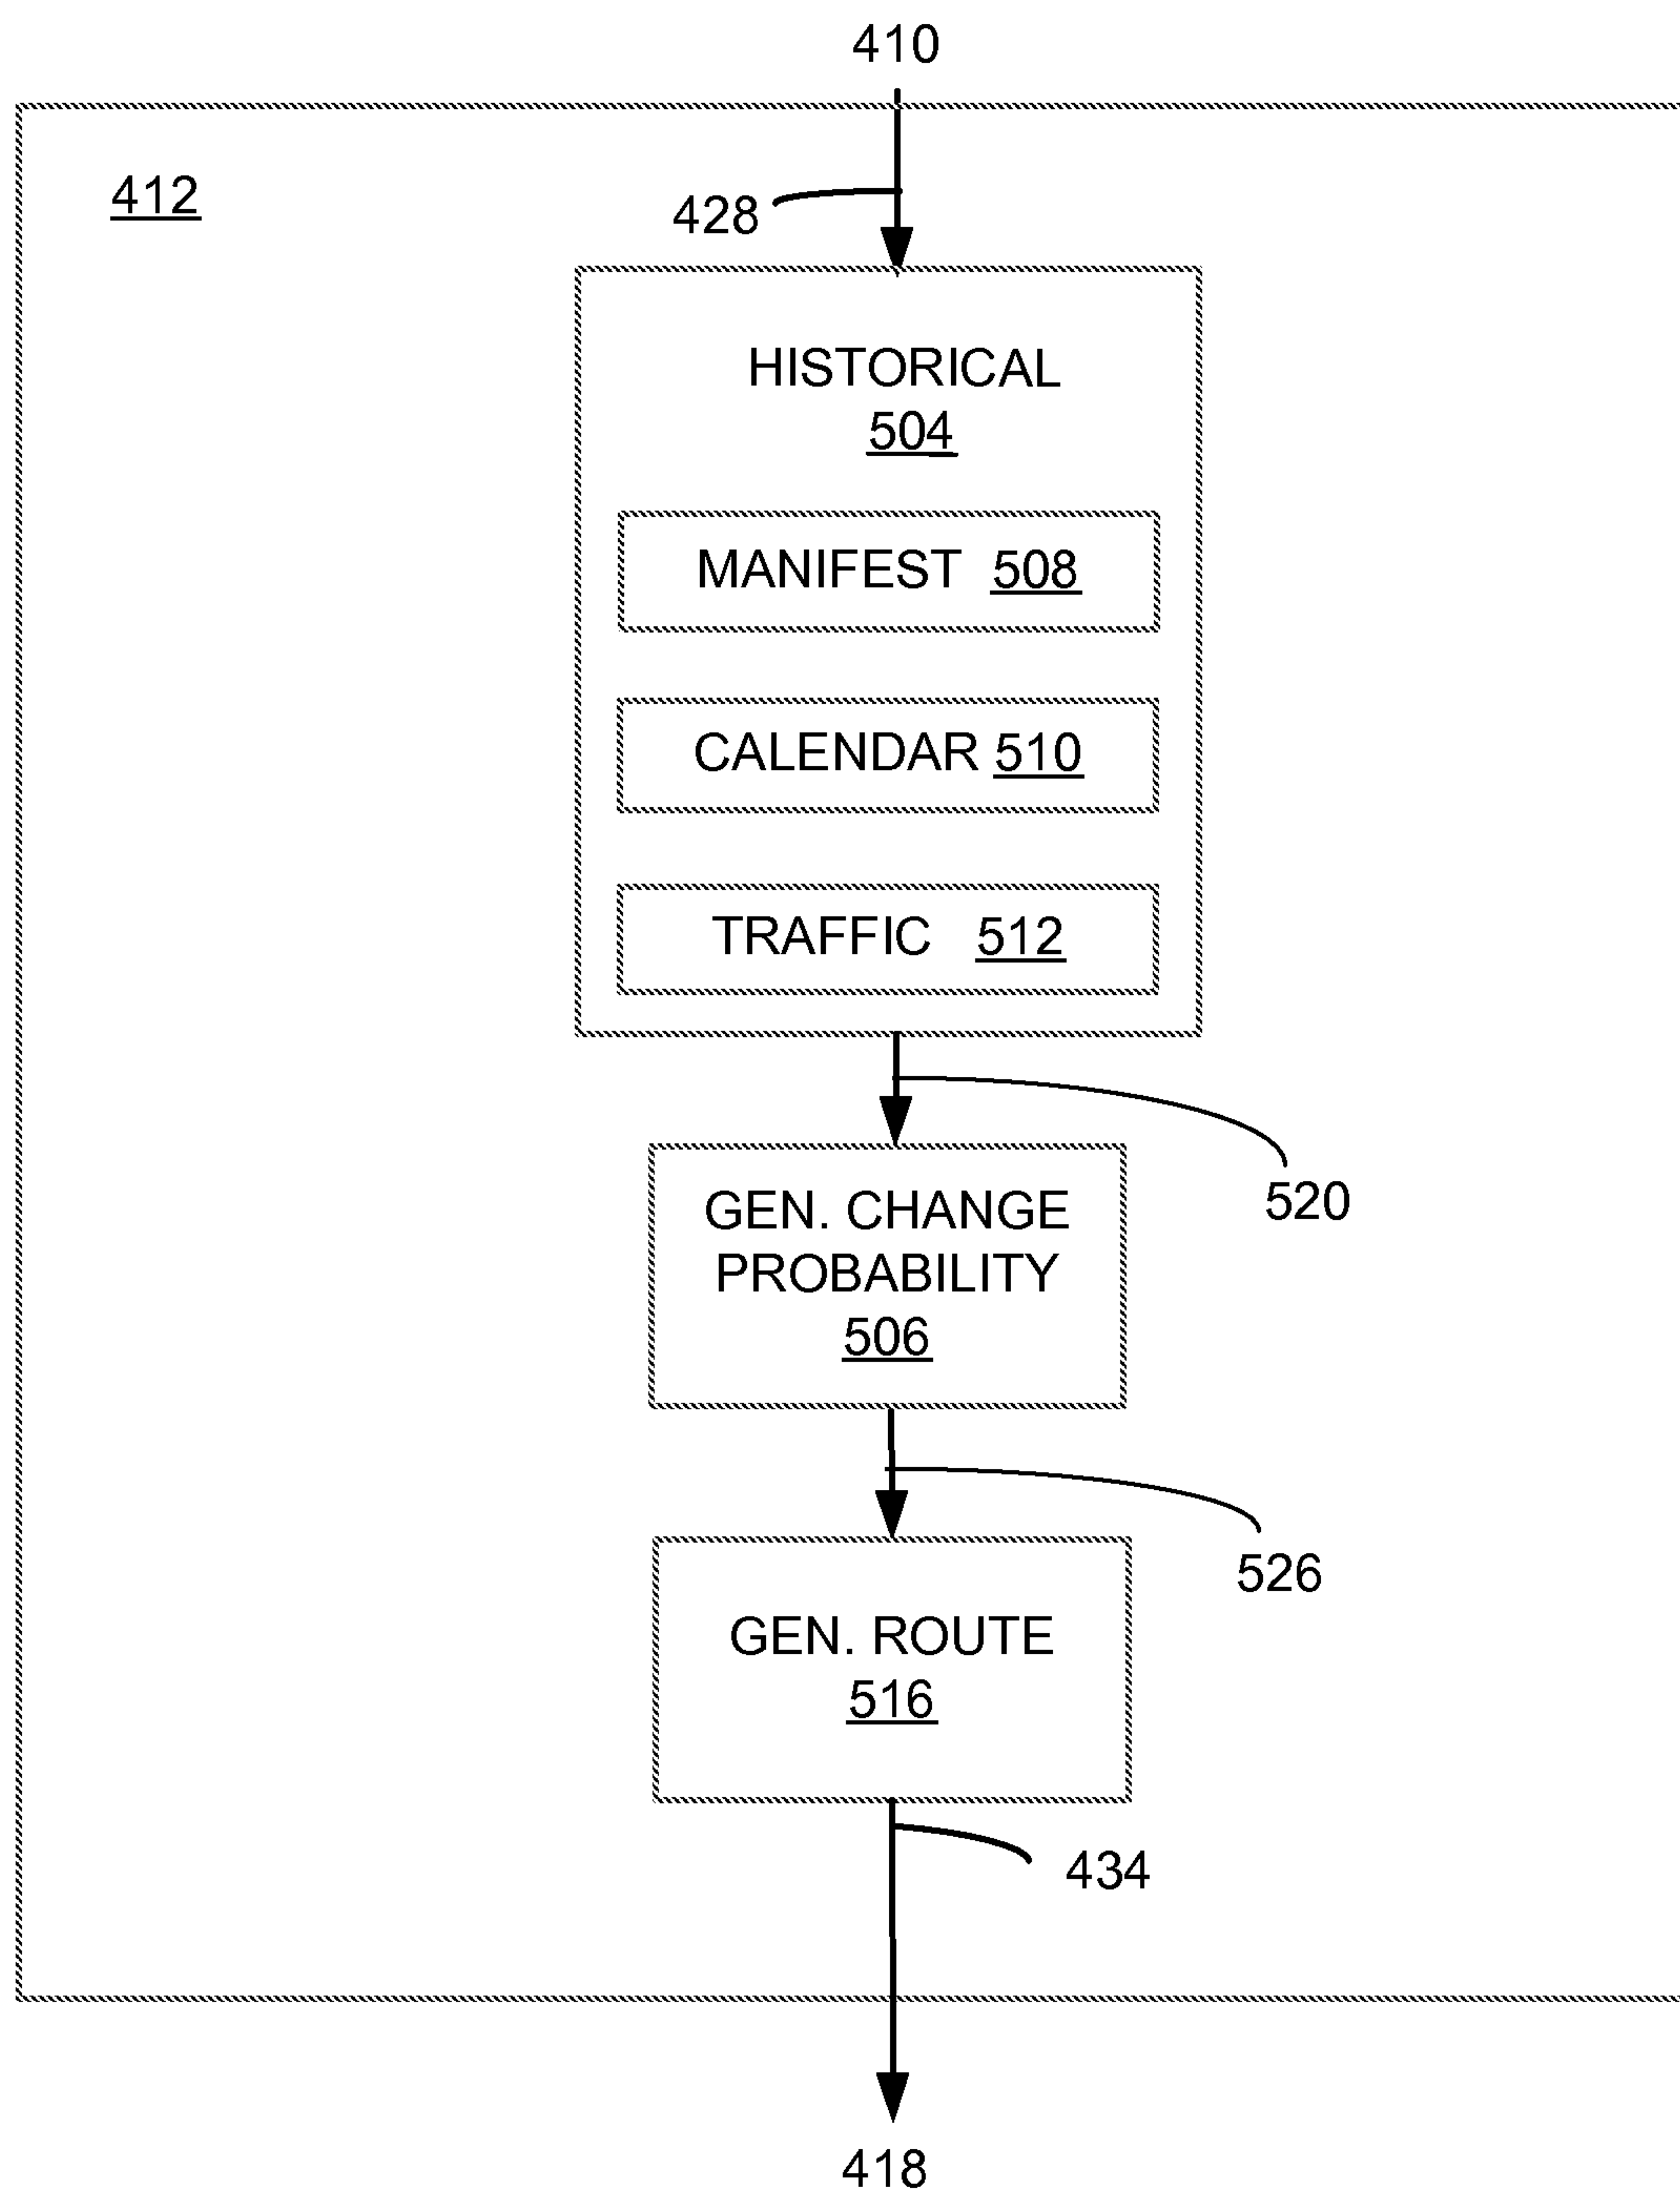 410
412
428
HISTORICAL
504
MANIFEST 508
CALENDAR 510
TRAFFIC 512
520
GEN. CHANGE
PROBABILITY
506
526
GEN. ROUTE
516
434
418